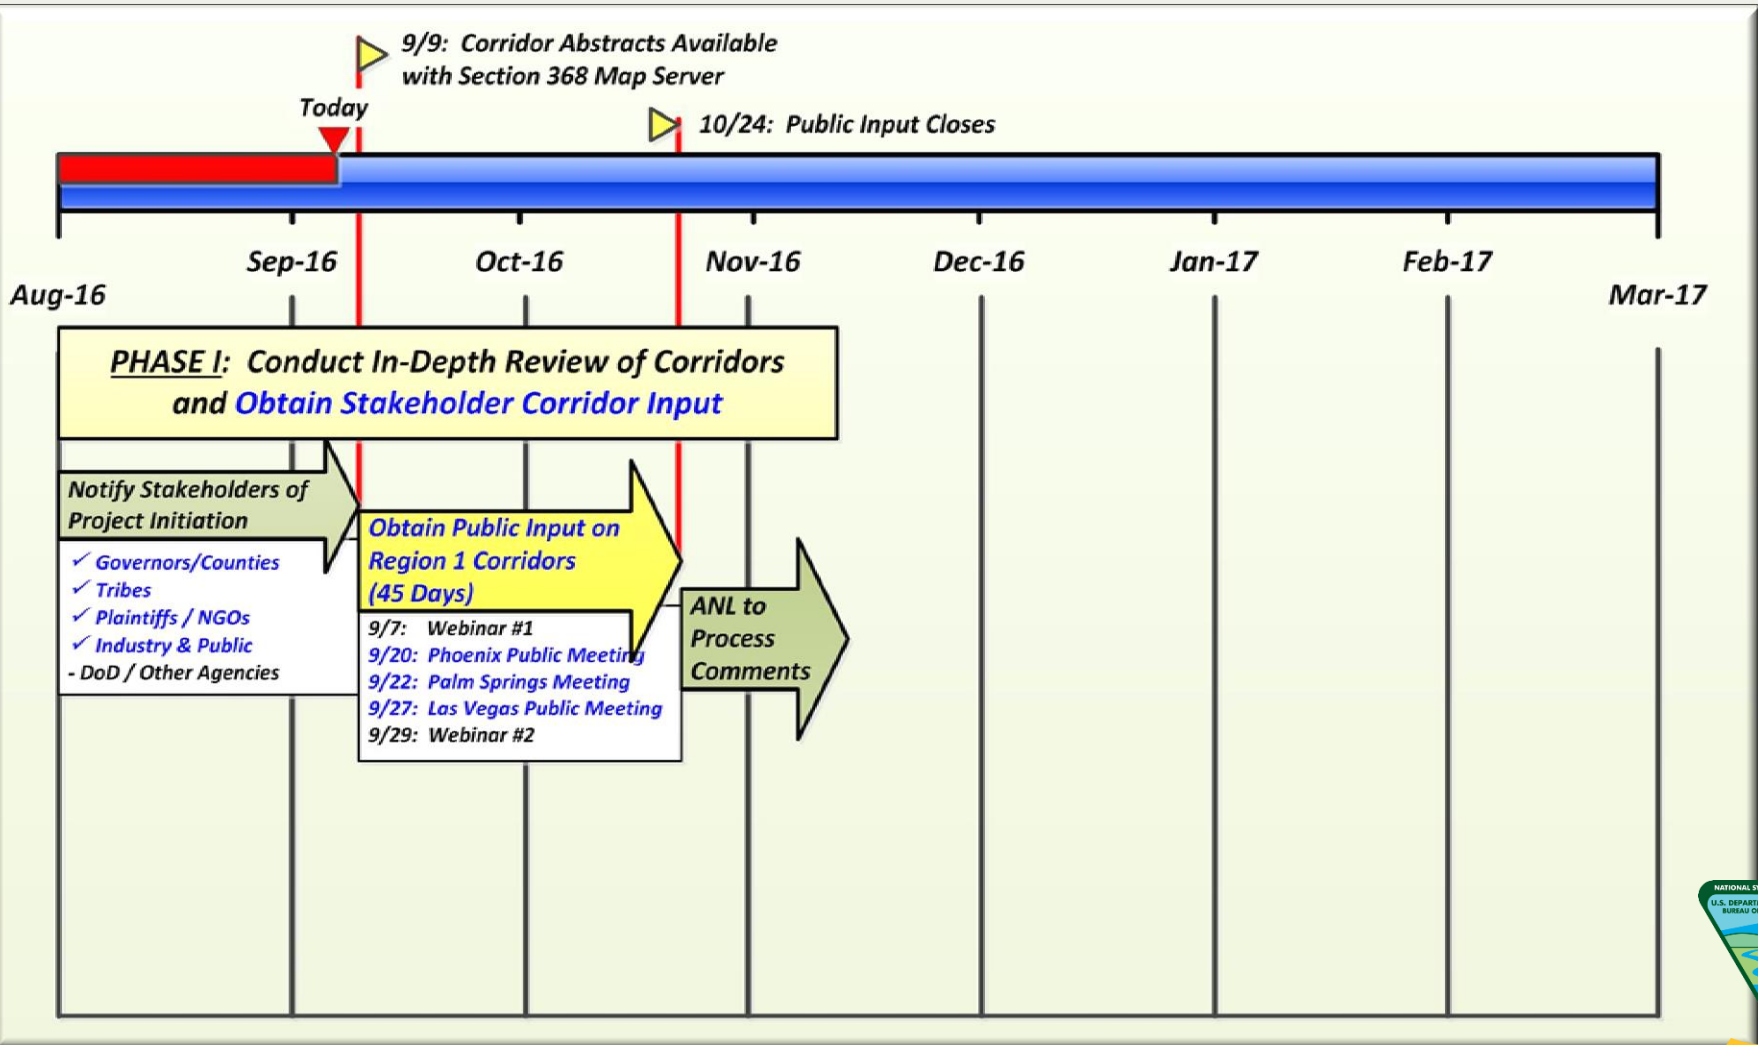 9/9: Corridor Abstracts Available
with Section 368 Map Server
Today
10/24: Public Input Closes
Sep-16
Oct-16
Nov-16
Dec-16
Jan-17
Feb-17
Aug-16
Mar-17
PHASE I: Conduct In-Depth Review of Corridors
and Obtain Stakeholder Corridor Input
Notify Stakeholders of
Project Initiation
✓ Governors/Counties
✓ Tribes
✓ Plaintiffs / NGOs
✓ Industry & Public
- DoD / Other Agencies
Obtain Public Input on
Region 1 Corridors
(45 Days)
9/7: Webinar #1
9/20: Phoenix Public Meeting
9/22: Palm Springs Meeting
9/27: Las Vegas Public Meeting
9/29: Webinar #2
ANL to
Process
Comments
NATIONAL
U.S.
BUREAU